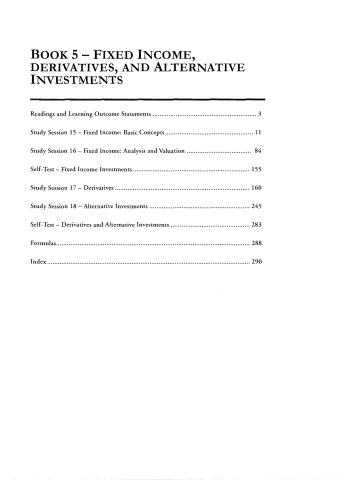 BOOK 5 – FIXED INCOME,
DERIVATIVES, AND ALTERNATIVE
INVESTMENTS
Readings and Learning Outcome Statements ........ 3
Study Session 15 – Fixed Income: Basic Concepts ........ 11
Study Session 16 – Fixed Income: Analysis and Valuation ........ 84
Self-Test – Fixed Income Investments ........ 155
Study Session 17 – Derivatives ........ 160
Study Session 18 – Alternative Investments ........ 245
Self-Test – Derivatives and Alternative Investments ........ 283
Formulas ........ 288
Index ........ 290